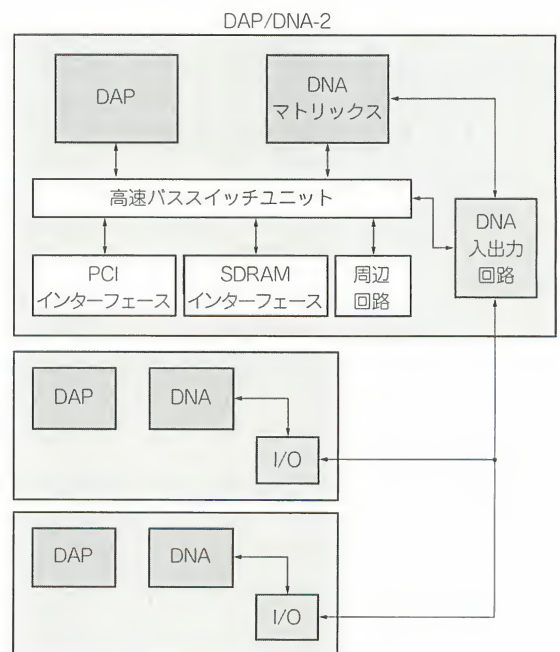 DAP/DNA-2
DAP
DNA
マトリックス
高速バススイッチユニット
DNA
入出力
回路
PCI
インターフェース
SDRAM
インターフェース
周辺
回路
DAP
DNA
I/O
DAP
DNA
I/O